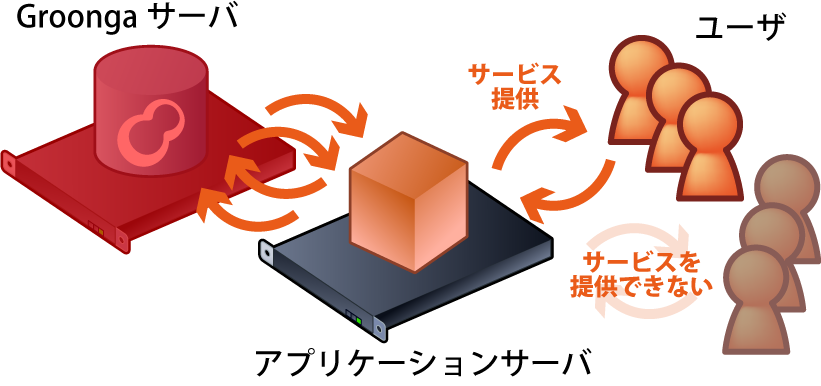 Groonga サーバ
ユーザ
サービス
提供
サービスを
提供できない
アプリケーションサーバ